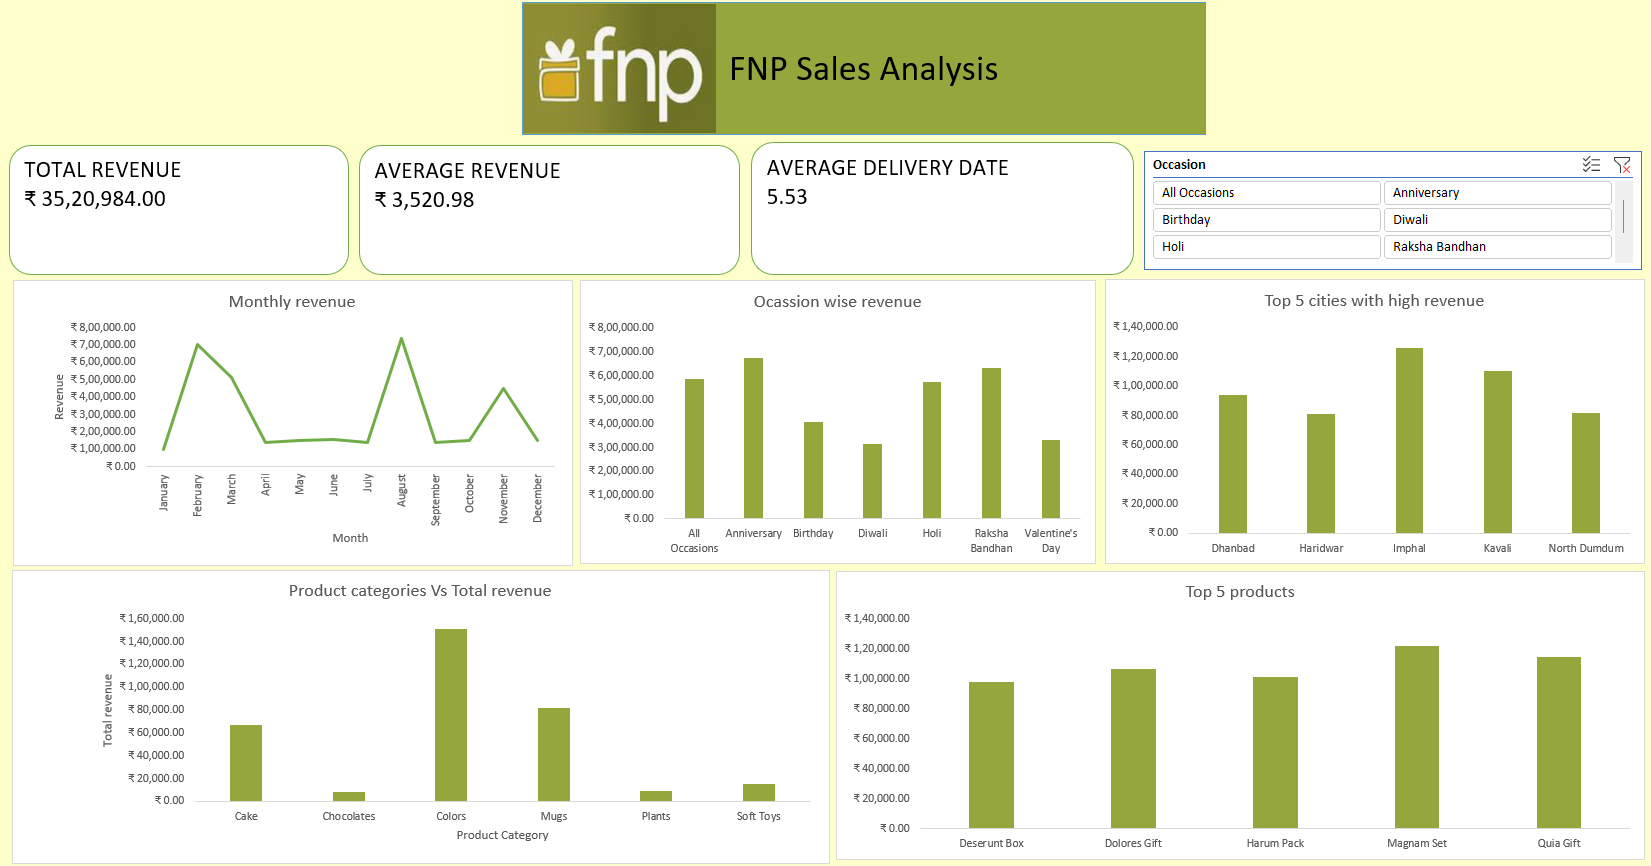 fnp
FNP Sales Analysis
TOTAL REVENUE
₹ 35,20,984.00
AVERAGE REVENUE
₹ 3,520.98
AVERAGE DELIVERY DATE
5.53
Occasion
All Occasions
Anniversary
Birthday
Diwali
Holi
Raksha Bandhan
Monthly revenue
₹ 8,00,000.00
₹ 7,00,000.00
₹ 6,00,000.00
₹ 5,00,000.00
₹ 4,00,000.00
₹ 3,00,000.00
₹ 2,00,000.00
₹ 1,00,000.00
₹ 0.00
Revenue
January
February
March
April
May
June
July
August
September
October
November
December
Month
Ocassion wise revenue
₹ 8,00,000.00
₹ 7,00,000.00
₹ 6,00,000.00
₹ 5,00,000.00
₹ 4,00,000.00
₹ 3,00,000.00
₹ 2,00,000.00
₹ 1,00,000.00
₹ 0.00
All
Occasions
Anniversary
Birthday
Diwali
Holi
Raksha
Bandhan
Valentine's
Day
Top 5 cities with high revenue
₹ 1,40,000.00
₹ 1,20,000.00
₹ 1,00,000.00
₹ 80,000.00
₹ 60,000.00
₹ 40,000.00
₹ 20,000.00
₹ 0.00
Dhanbad
Haridwar
Imphal
Kavali
North Dumdum
Product categories Vs Total revenue
₹ 1,60,000.00
₹ 1,40,000.00
₹ 1,20,000.00
₹ 1,00,000.00
₹ 80,000.00
₹ 60,000.00
₹ 40,000.00
₹ 20,000.00
₹ 0.00
Total revenue
Cake
Chocolates
Colors
Mugs
Plants
Soft Toys
Product Category
Top 5 products
₹ 1,40,000.00
₹ 1,20,000.00
₹ 1,00,000.00
₹ 80,000.00
₹ 60,000.00
₹ 40,000.00
₹ 20,000.00
₹ 0.00
Deserunt Box
Dolores Gift
Harum Pack
Magnam Set
Quia Gift